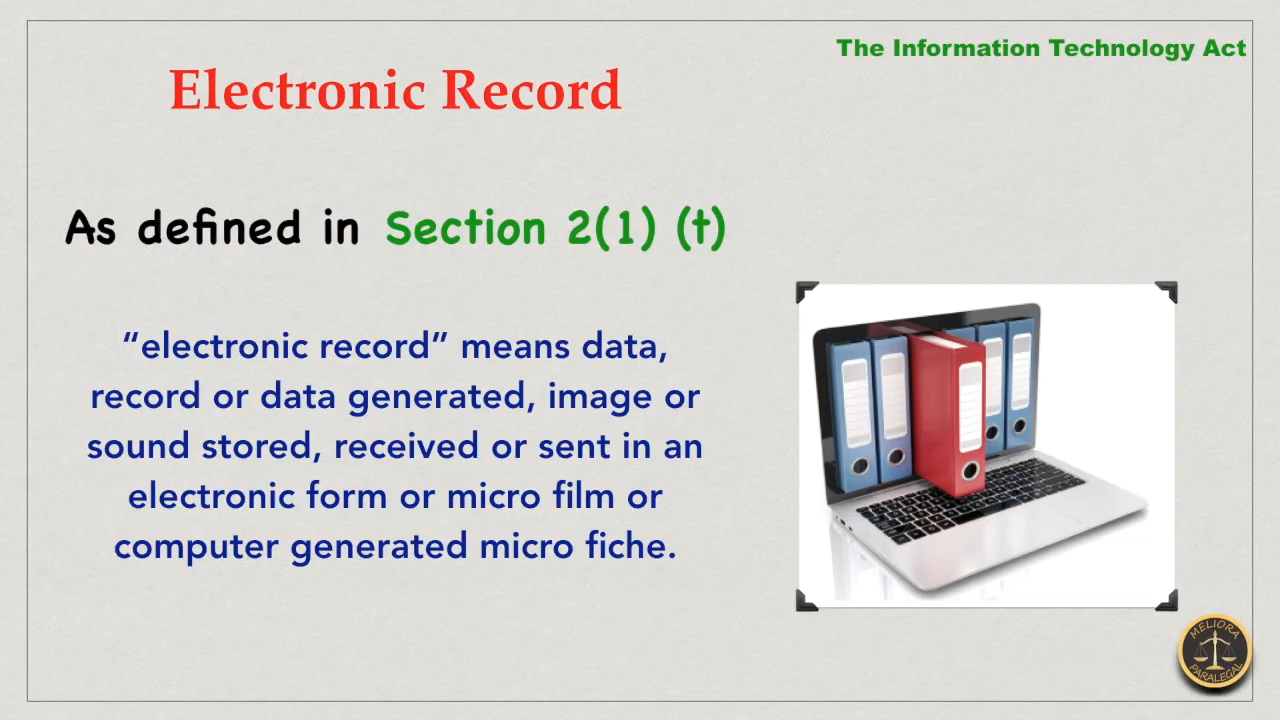 The Information Technology Act
Electronic Record
As defined in Section 2(1) (t)
“electronic record” means data,
record or data generated, image or
sound stored, received or sent in an
electronic form or micro film or
computer generated micro fiche.
MELIORA
PARALEGAL